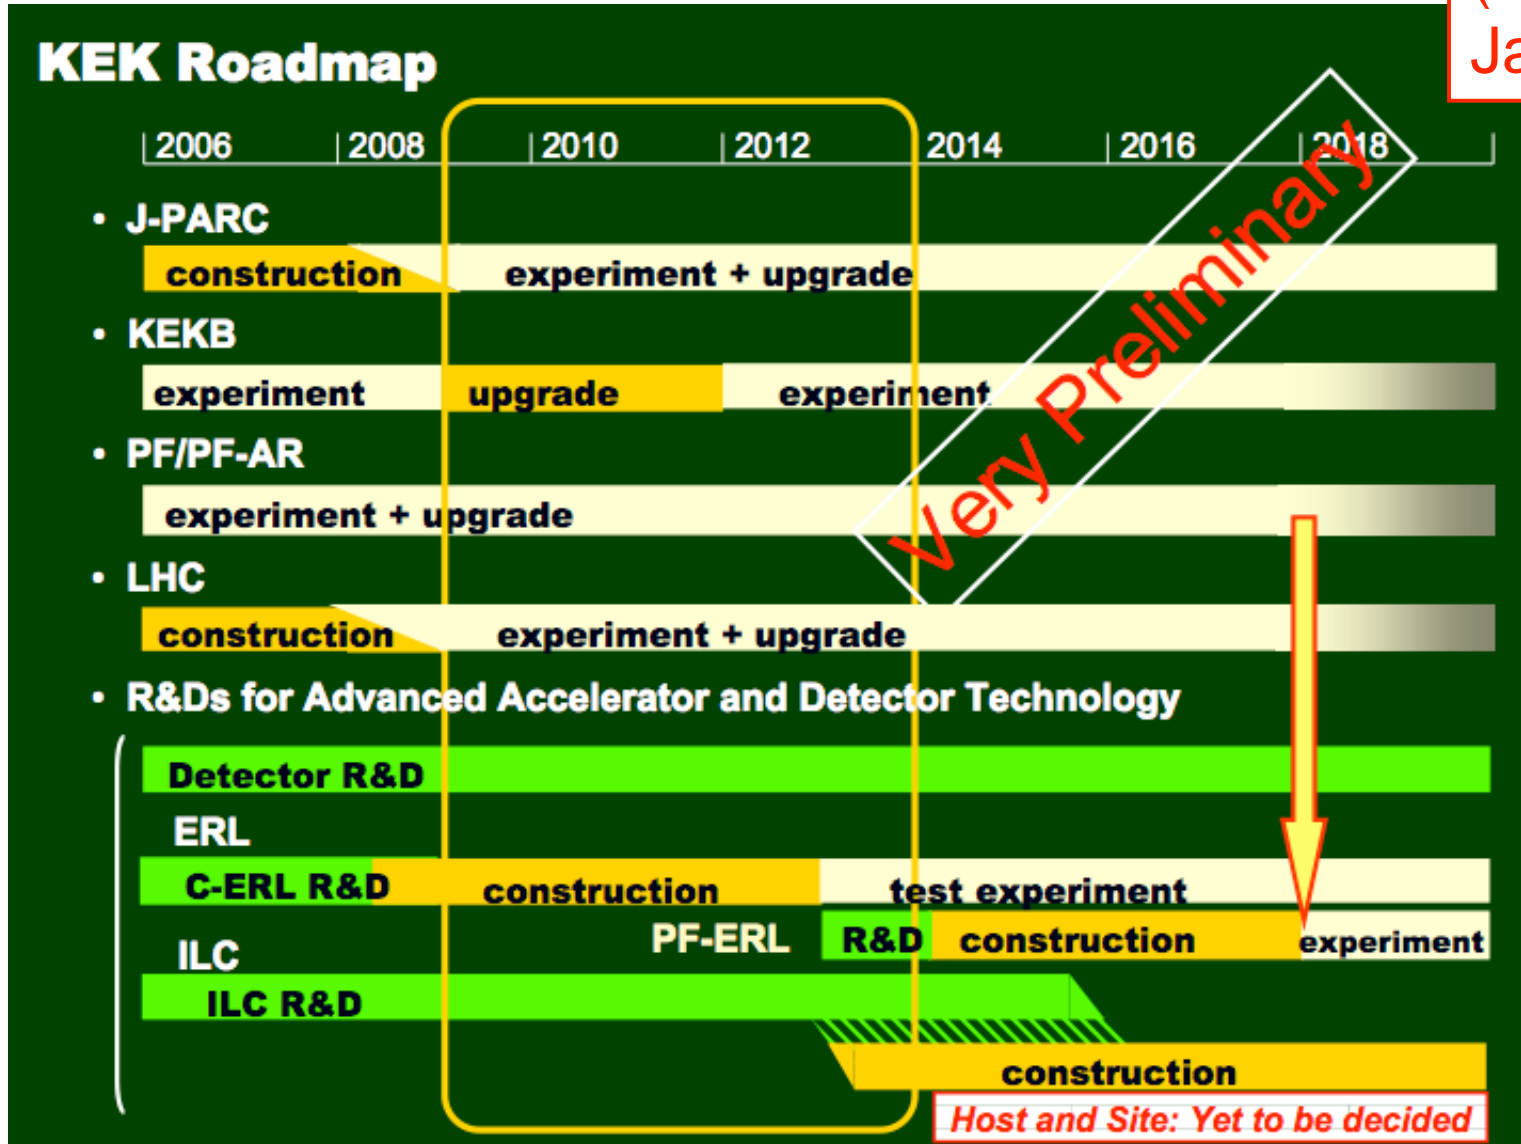 Ja
KEK Roadmap
2006 2008 2010 2012 2014 2016 2018
• J-PARC
construction experiment + upgrade
• KEKB
experiment upgrade experiment
• PF/PF-AR
experiment + upgrade
Very Preliminary
• LHC
construction experiment + upgrade
• R&Ds for Advanced Accelerator and Detector Technology
Detector R&D
ERL
C-ERL R&D construction test experiment
PF-ERL R&D construction experiment
ILC
ILC R&D
construction
Host and Site: Yet to be decided